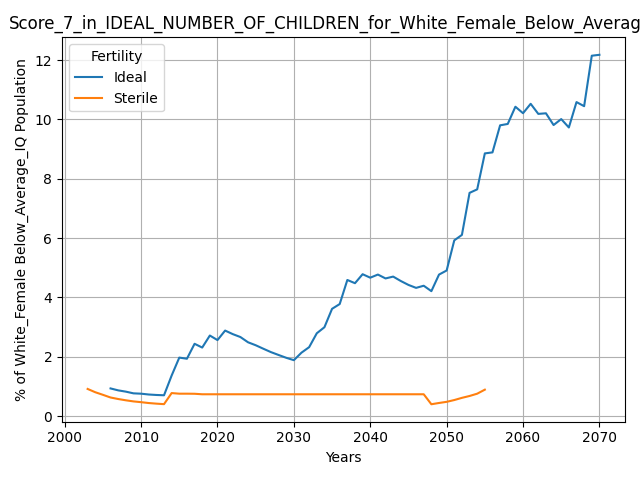 Score_7_in_IDEAL_NUMBER_OF_CHILDREN_for_White_Female_Below_Averag
Fertility
Ideal
Sterile
% of White_Female Below_Average_IQ Population
12
10
8
6
4
2
0
2000 2010 2020 2030 2040 2050 2060 2070
Years